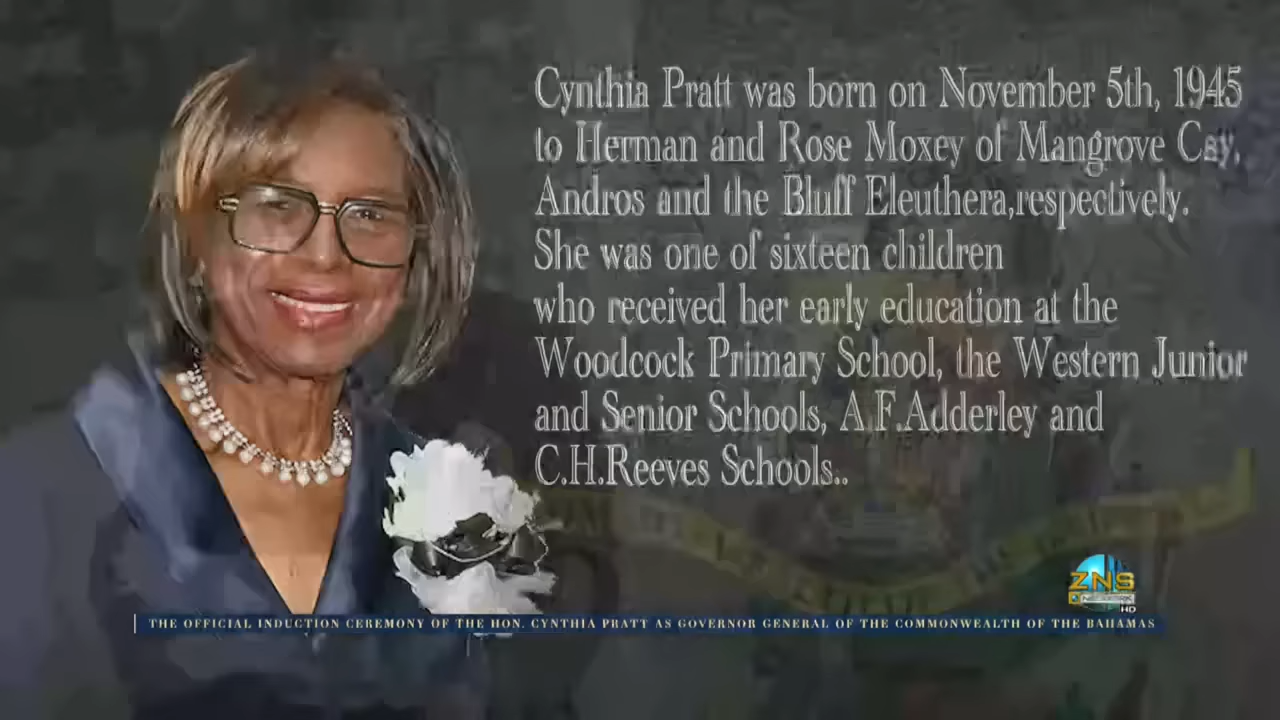 Cynthia Pratt was born on November 5th, 1945
to Herman and Rose Moxey of Mangrove Cay,
Andros and the Bluff Eleuthera,respectively.
She was one of sixteen children
who received her early education at the
Woodcock Primary School, the Western Junior
and Senior Schools, A.F.Adderley and
C.H.Reeves Schools..
ZNS
NETWORK
HD
THE OFFICIAL INDUCTION CEREMONY OF THE HON. CYNTHIA PRATT AS GOVERNOR GENERAL OF THE COMMONWEALTH OF THE BAHAMAS